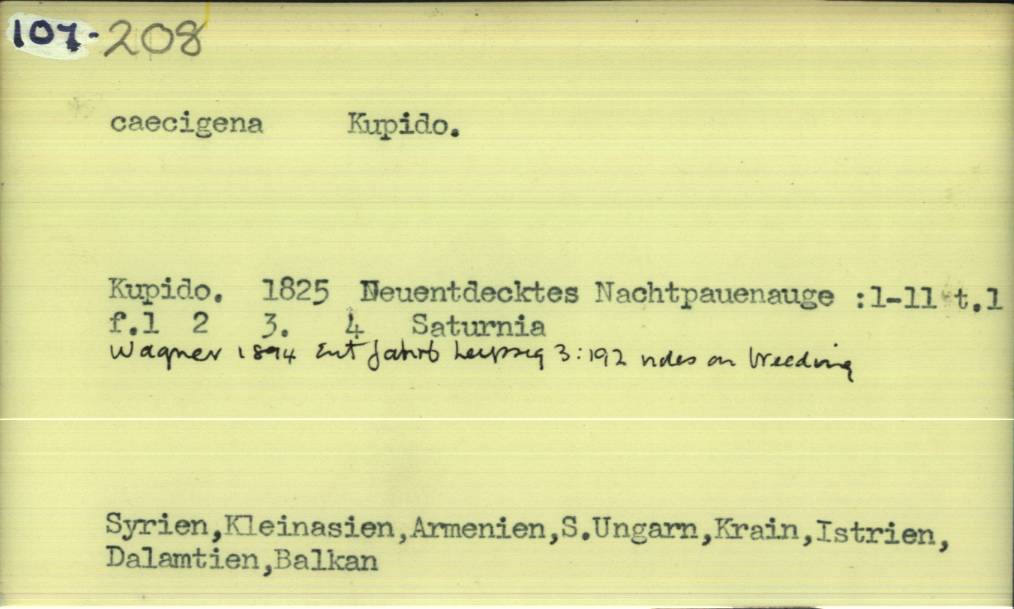 107-208
caecigena Kupido.
Kupido. 1825 Neuentdecktes Nachtpauenauge :1-11 t.1
f.1 2 3. 4 Saturnia
Wagner 1894 Ent Jahrb Leipzig 3:192 notes on breeding
Syrien,Kleinasien,Armenien,S.Ungarn,Krain,Istrien,
Dalamtien,Balkan